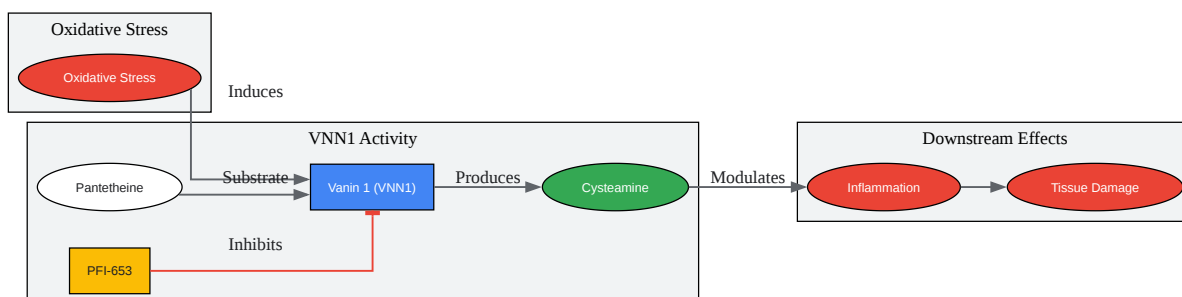 Oxidative Stress
Oxidative Stress
Induces
VNN1 Activity
Downstream Effects
Pantetheine
Substrate
Vanin 1 (VNN1)
Produces
Cysteamine
Modulates
Inflammation
Tissue Damage
Inhibits
PFI-653